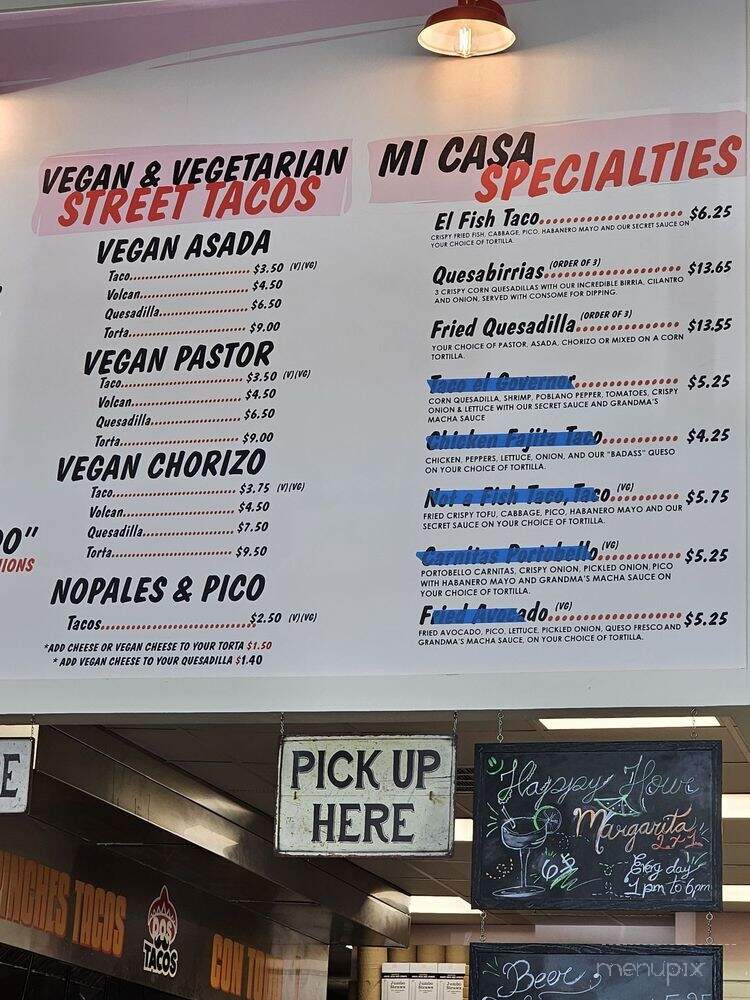 VEGAN & VEGETARIAN
STREET TACOS
VEGAN ASADA
Taco.............................. $3.50 (V)(VG)
Volcan............................ $4.50
Quesadilla....................... $6.50
Torta.............................. $9.00
VEGAN PASTOR
Taco.............................. $3.50 (V)(VG)
Volcan............................ $4.50
Quesadilla....................... $6.50
Torta.............................. $9.00
VEGAN CHORIZO
Taco.............................. $3.75 (V)(VG)
Volcan............................ $4.50
Quesadilla....................... $7.50
Torta.............................. $9.50
NOPALES & PICO
Tacos.............................. $2.50 (V)(VG)
*ADD CHEESE OR VEGAN CHEESE TO YOUR TORTA $1.50
* ADD VEGAN CHEESE TO YOUR QUESADILLA $1.40
MI CASA
SPECIALTIES
El Fish Taco.................... $6.25
CRISPY FRIED FISH, CABBAGE, PICO, HABANERO MAYO AND OUR SECRET SAUCE ON
YOUR CHOICE OF TORTILLA.
Quesabirrias (ORDER OF 3).................... $13.65
3 CRISPY CORN QUESADILLAS WITH OUR INCREDIBLE BIRRIA, CILANTRO
AND ONION, SERVED WITH CONSOME FOR DIPPING.
Fried Quesadilla (ORDER OF 3).................... $13.55
YOUR CHOICE OF PASTOR, ASADA, CHORIZO OR MIXED ON A CORN
TORTILLA.
Taco el Governor.................... $5.25
CORN QUESADILLA, SHRIMP, POBLANO PEPPER, TOMATOES, CRISPY
ONION & LETTUCE WITH OUR SECRET SAUCE AND GRANDMA'S
MACHA SAUCE
Chicken Fajita Taco.................... $4.25
CHICKEN, PEPPERS, LETTUCE, ONION, AND OUR "BADASS" QUESO
ON YOUR CHOICE OF TORTILLA.
Not a Fish Taco, Taco (VG).................... $5.75
FRIED CRISPY TOFU, CABBAGE, PICO, HABANERO MAYO AND OUR
SECRET SAUCE ON YOUR CHOICE OF TORTILLA.
Carnitas Portobello (VG).................... $5.25
PORTOBELLO CARNITAS, CRISPY ONION, PICKLED ONION, PICO
WITH HABANERO MAYO AND GRANDMA'S MACHA SAUCE ON
YOUR CHOICE OF TORTILLA.
Fried Avocado (VG).................... $5.25
FRIED AVOCADO, PICO, LETTUCE, PICKLED ONION, QUESO FRESCO AND
GRANDMA'S MACHA SAUCE, ON YOUR CHOICE OF TORTILLA.
PICK UP
HERE
Happy Hour
Margarita
2x1
Every day
1pm to 6pm
TACOS
DOS
TACOS
CON
Beer
menupix